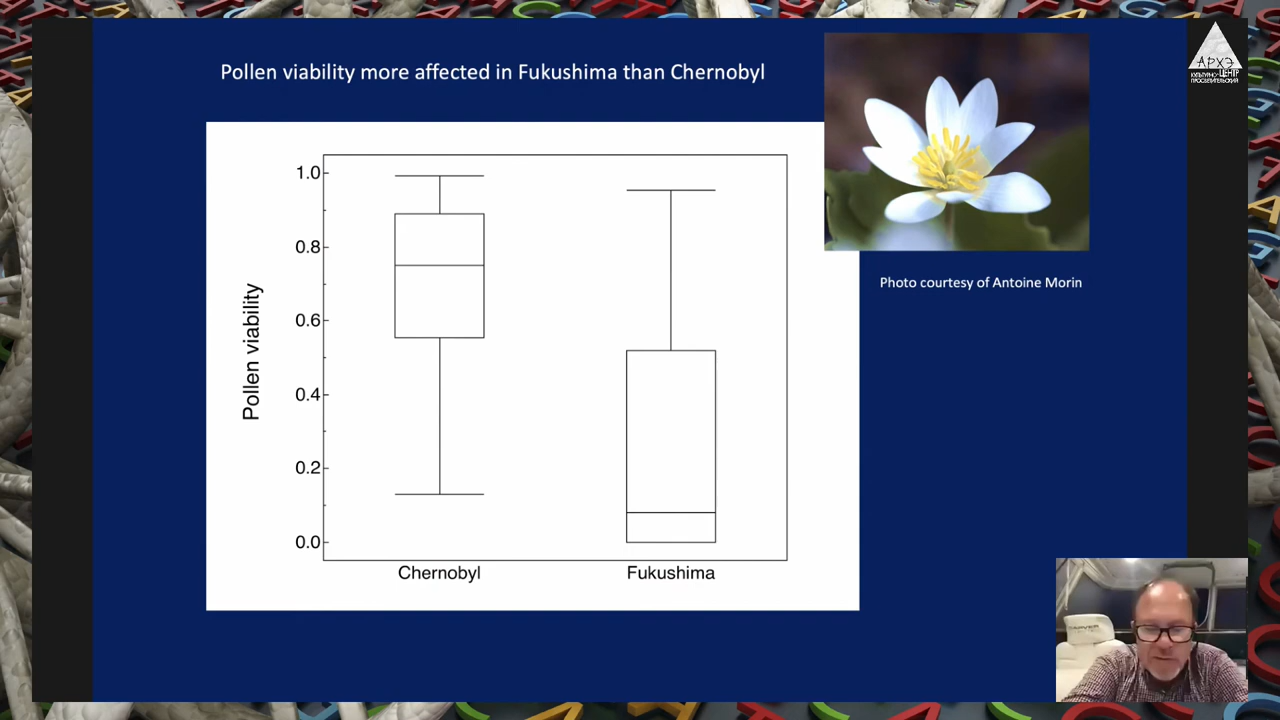 Pollen viability more affected in Fukushima than Chernobyl
АРХЭ
КУЛЬТУРНО-ЦЕНТР
ПРОСВЕТИТЕЛЬСКИЙ
1.0
0.8
0.6
0.4
0.2
0.0
Pollen viability
Chernobyl
Fukushima
Photo courtesy of Antoine Morin
CARVER